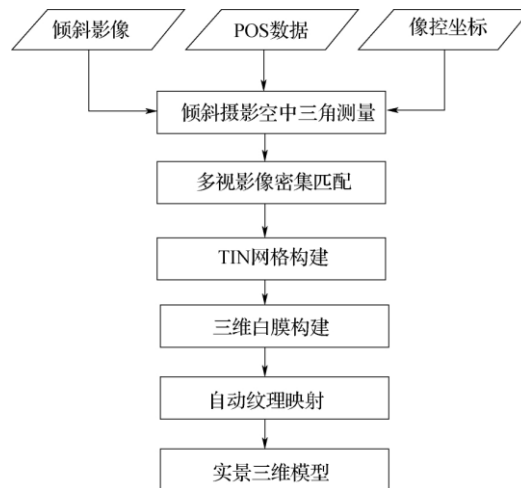 倾斜影像
POS数据
像控坐标
倾斜摄影空中三角测量
多视影像密集匹配
TIN网格构建
三维白膜构建
自动纹理映射
实景三维模型